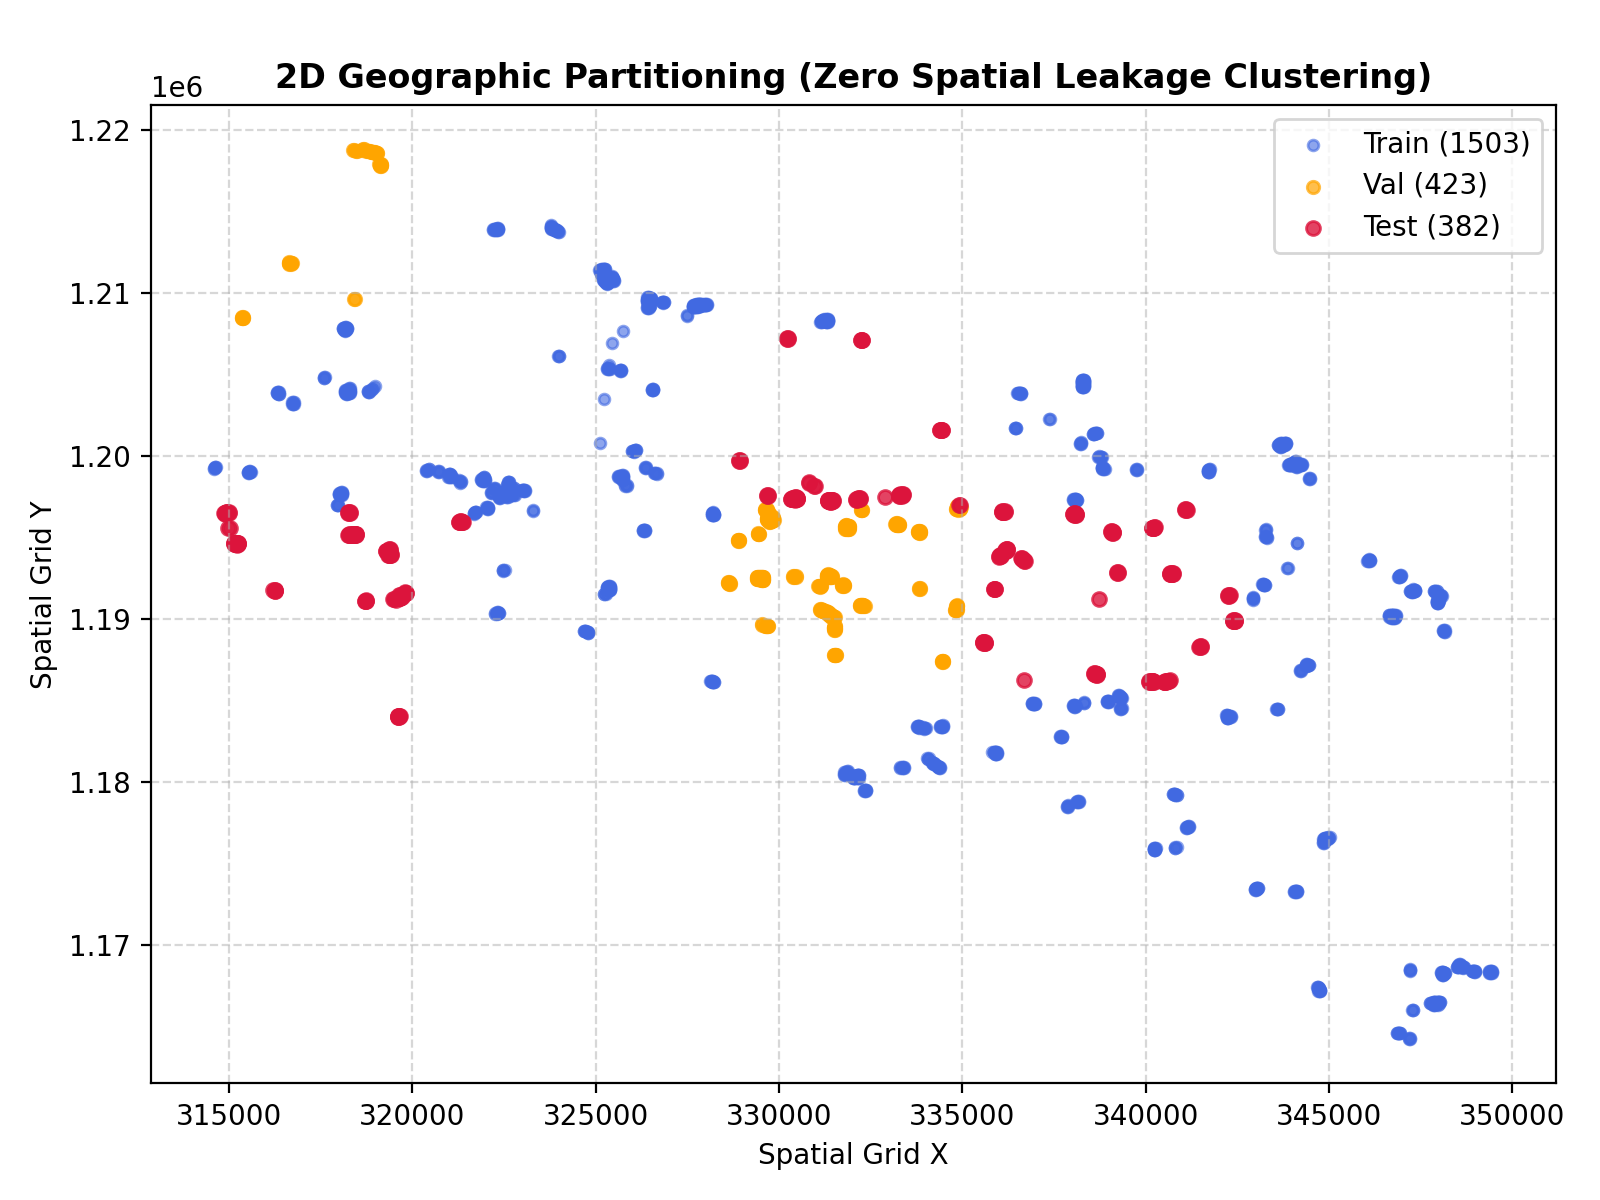 2D Geographic Partitioning (Zero Spatial Leakage Clustering)
1e6
Train (1503)
Val (423)
Test (382)
1.22
1.21
1.20
1.19
1.18
1.17
Spatial Grid Y
315000 320000 325000 330000 335000 340000 345000 350000
Spatial Grid X